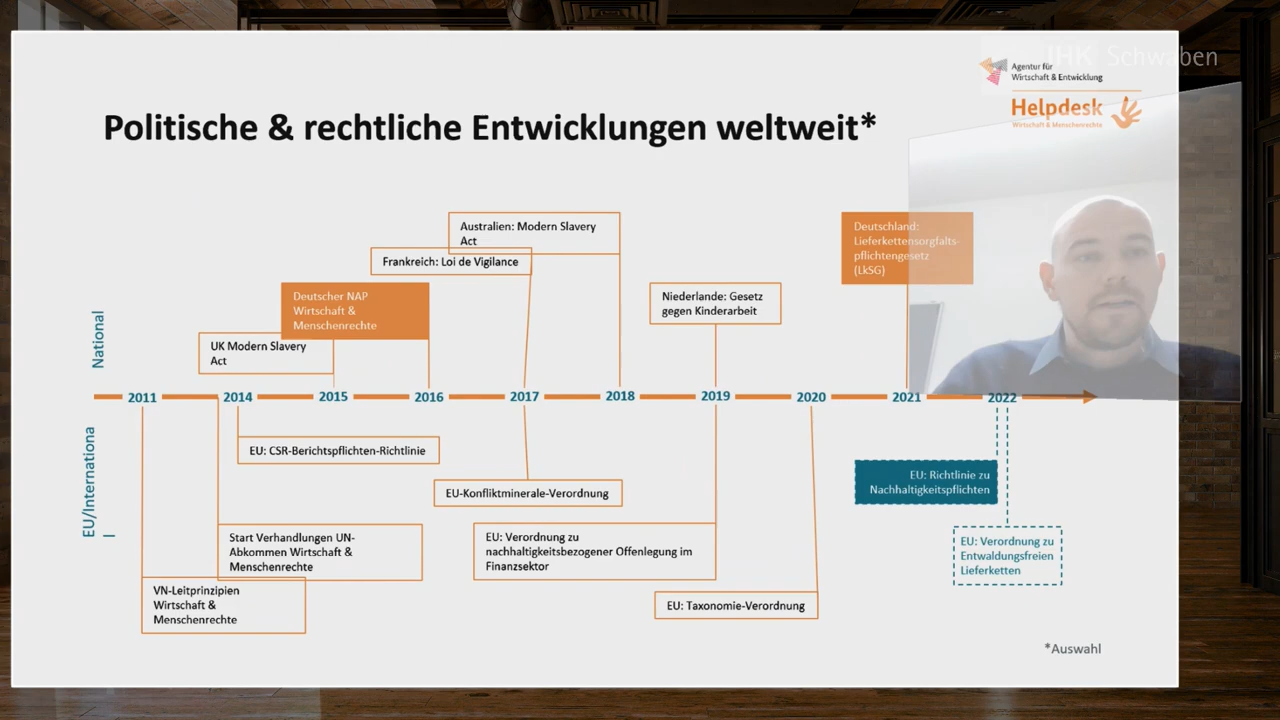 IHK Schwaben
Agentur für
Wirtschaft & Entwicklung
Helpdesk
Wirtschaft & Menschenrechte
Politische & rechtliche Entwicklungen weltweit*
Australien: Modern Slavery
Act
Frankreich: Loi de Vigilance
Deutscher NAP
Wirtschaft &
Menschenrechte
UK Modern Slavery
Act
Niederlande: Gesetz
gegen Kinderarbeit
Deutschland:
Lieferkettensorgfalts-
pflichtengesetz
(LkSG)
National
2011
2014
2015
2016
2017
2018
2019
2020
2021
2022
EU/Internationa
l
EU: CSR-Berichtspflichten-Richtlinie
EU-Konfliktminerale-Verordnung
Start Verhandlungen UN-
Abkommen Wirtschaft &
Menschenrechte
VN-Leitprinzipien
Wirtschaft &
Menschenrechte
EU: Verordnung zu
nachhaltigkeitsbezogener Offenlegung im
Finanzsektor
EU: Taxonomie-Verordnung
EU: Richtlinie zu
Nachhaltigkeitspflichten
EU: Verordnung zu
Entwaldungsfreien
Lieferketten
*Auswahl